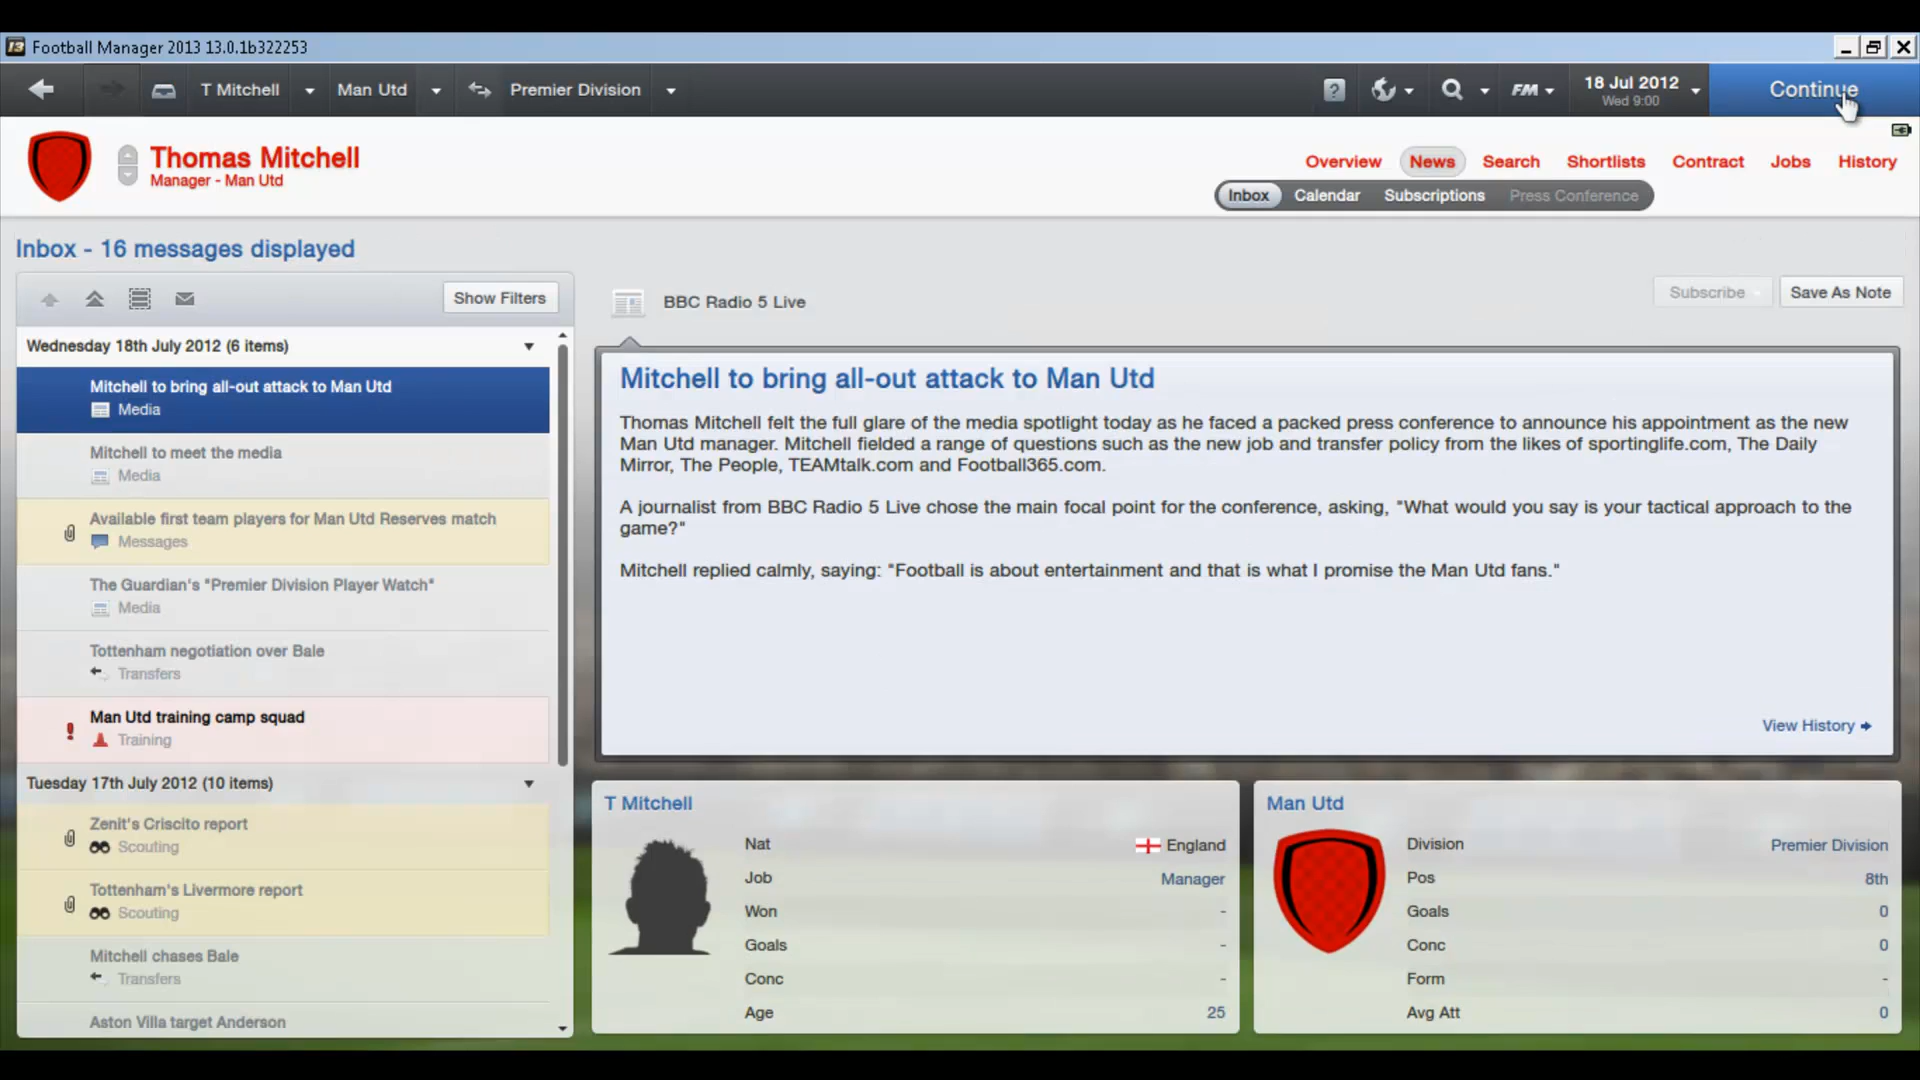 Football Manager 2013 13.0.1b322253
T Mitchell
Man Utd
Premier Division
?
FM
18 Jul 2012
Wed 9:00
Continue
Thomas Mitchell
Manager - Man Utd
Overview
News
Search
Shortlists
Contract
Jobs
History
Inbox
Calendar
Subscriptions
Press Conference
Inbox - 16 messages displayed
Show Filters
Wednesday 18th July 2012 (6 items)
Mitchell to bring all-out attack to Man Utd
Media
Mitchell to meet the media
Media
Available first team players for Man Utd Reserves match
Messages
The Guardian's "Premier Division Player Watch"
Media
Tottenham negotiation over Bale
Transfers
Man Utd training camp squad
Training
Tuesday 17th July 2012 (10 items)
Zenit's Criscito report
Scouting
Tottenham's Livermore report
Scouting
Mitchell chases Bale
Transfers
Aston Villa target Anderson
BBC Radio 5 Live
Subscribe
Save As Note
Mitchell to bring all-out attack to Man Utd
Thomas Mitchell felt the full glare of the media spotlight today as he faced a packed press conference to announce his appointment as the new
Man Utd manager. Mitchell fielded a range of questions such as the new job and transfer policy from the likes of sportinglife.com, The Daily
Mirror, The People, TEAMtalk.com and Football365.com.
A journalist from BBC Radio 5 Live chose the main focal point for the conference, asking, "What would you say is your tactical approach to the
game?"
Mitchell replied calmly, saying: "Football is about entertainment and that is what I promise the Man Utd fans."
View History
T Mitchell
Nat England
Job Manager
Won -
Goals -
Conc -
Age 25
Man Utd
Division Premier Division
Pos 8th
Goals 0
Conc 0
Form -
Avg Att 0